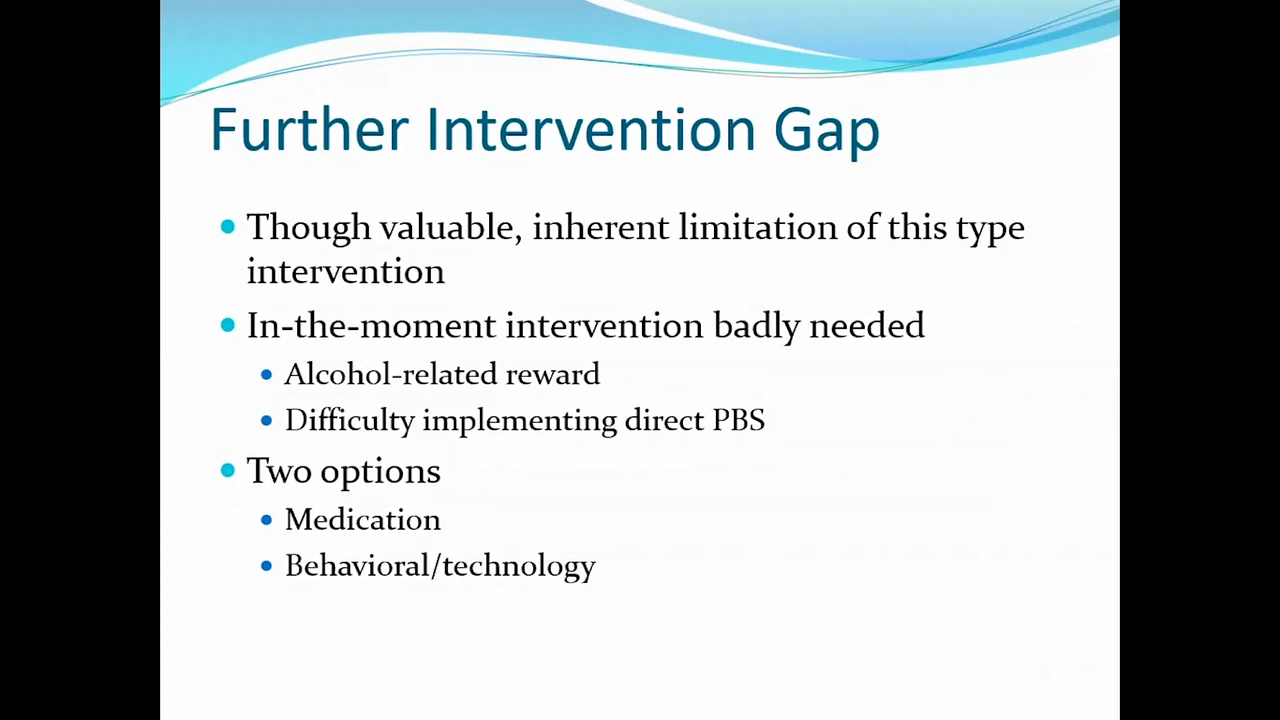 Further Intervention Gap
Though valuable, inherent limitation of this type
intervention
In-the-moment intervention badly needed
Alcohol-related reward
Difficulty implementing direct PBS
Two options
Medication
Behavioral/technology